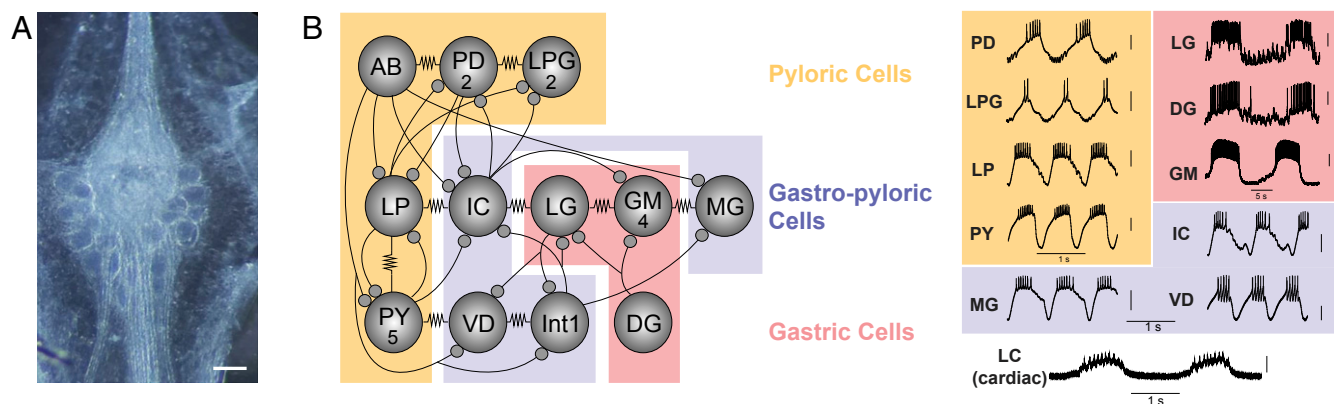 A
B
AB
PD
2
LPG
2
LP
IC
LG
GM
4
MG
PY
5
VD
Int1
DG
Pyloric Cells
Gastro-pyloric
Cells
Gastric Cells
PD
LPG
LP
PY
1 s
LG
DG
GM
5 s
IC
MG
VD
1 s
LC
(cardiac)
1 s